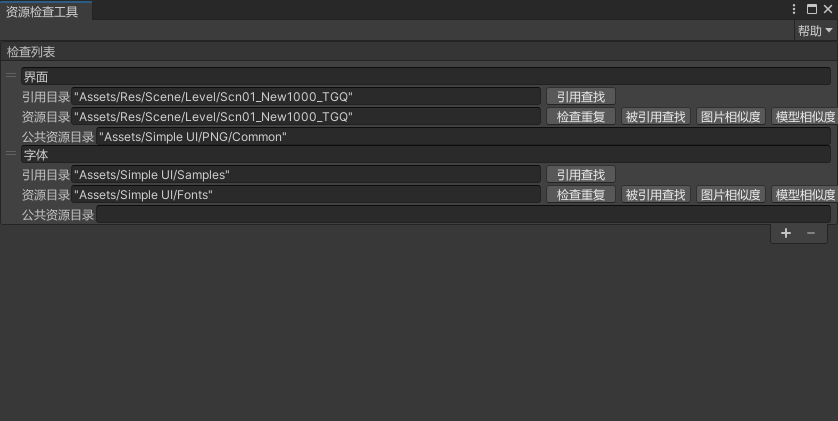 资源检查工具
帮助
检查列表
界面
引用目录 "Assets/Res/Scene/Level/Scn01_New1000_TGQ" 引用查找
资源目录 "Assets/Res/Scene/Level/Scn01_New1000_TGQ" 检查重复 被引用查找 图片相似度 模型相似度
公共资源目录 "Assets/Simple UI/PNG/Common"
字体
引用目录 "Assets/Simple UI/Samples" 引用查找
资源目录 "Assets/Simple UI/Fonts" 检查重复 被引用查找 图片相似度 模型相似度
公共资源目录